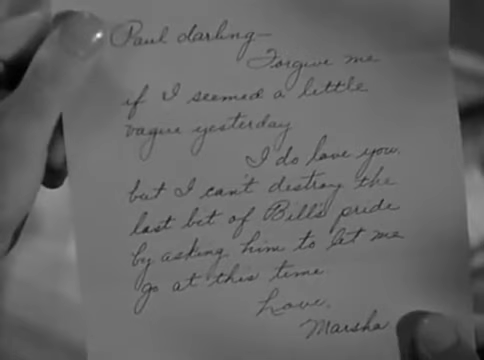 Paul darling—
Forgive me
if I seemed a little
vague yesterday
I do love you.
but I can't destroy the
last bit of Bill's pride
by asking him to let me
go at this time
Love.
Marsha